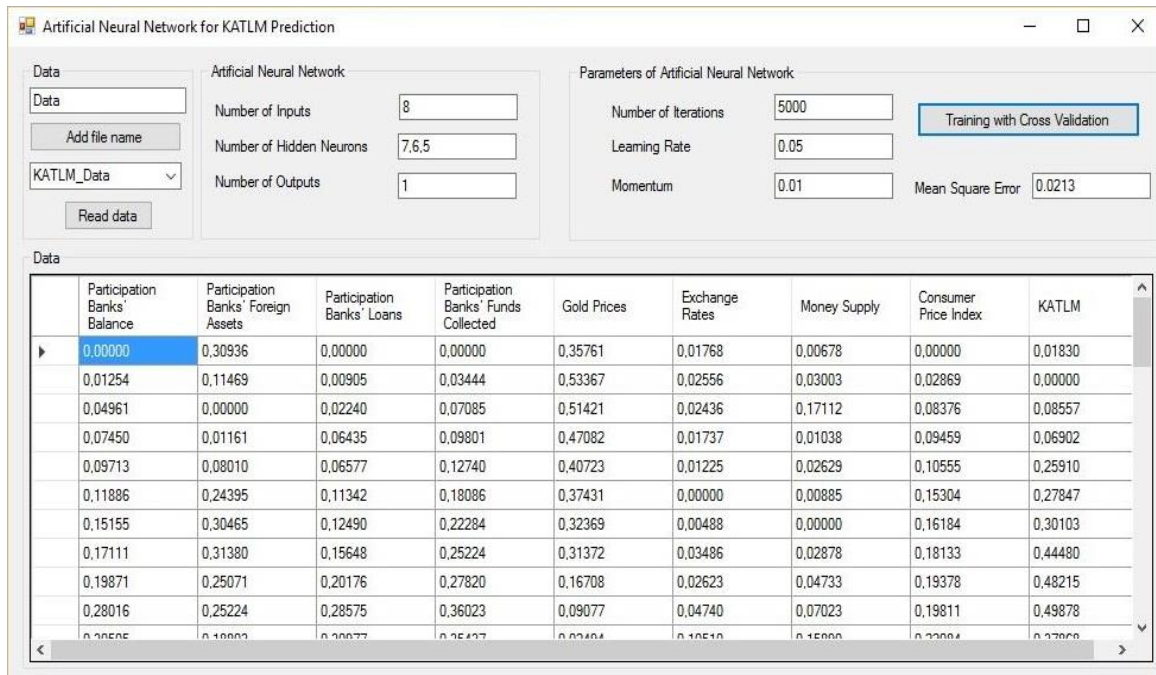 Artificial Neural Network for KATLM Prediction
Data
Data
Add file name
KATLM_Data
Read data
Artificial Neural Network
Number of Inputs 8
Number of Hidden Neurons 7,6,5
Number of Outputs 1
Parameters of Artificial Neural Network
Number of Iterations 5000
Learning Rate 0.05
Momentum 0.01
Training with Cross Validation
Mean Square Error 0.0213
Data
Participation Banks' Balance
Participation Banks' Foreign Assets
Participation Banks' Loans
Participation Banks' Funds Collected
Gold Prices
Exchange Rates
Money Supply
Consumer Price Index
KATLM
0,00000 0,30936 0,00000 0,00000 0,35761 0,01768 0,00678 0,00000 0,01830
0,01254 0,11469 0,00905 0,03444 0,53367 0,02556 0,03003 0,02869 0,00000
0,04961 0,00000 0,02240 0,07085 0,51421 0,02436 0,17112 0,08376 0,08557
0,07450 0,01161 0,06435 0,09801 0,47082 0,01737 0,01038 0,09459 0,06902
0,09713 0,08010 0,06577 0,12740 0,40723 0,01225 0,02629 0,10555 0,25910
0,11886 0,24395 0,11342 0,18086 0,37431 0,00000 0,00885 0,15304 0,27847
0,15155 0,30465 0,12490 0,22284 0,32369 0,00488 0,00000 0,16184 0,30103
0,17111 0,31380 0,15648 0,25224 0,31372 0,03486 0,02878 0,18133 0,44480
0,19871 0,25071 0,20176 0,27820 0,16708 0,02623 0,04733 0,19378 0,48215
0,28016 0,25224 0,28575 0,36023 0,09077 0,04740 0,07023 0,19811 0,49878